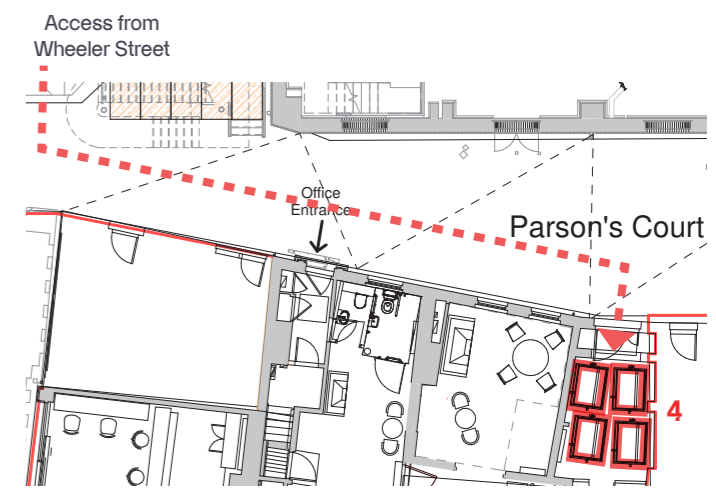 Access from
Wheeler Street
Office
Entrance
Parson's Court
4